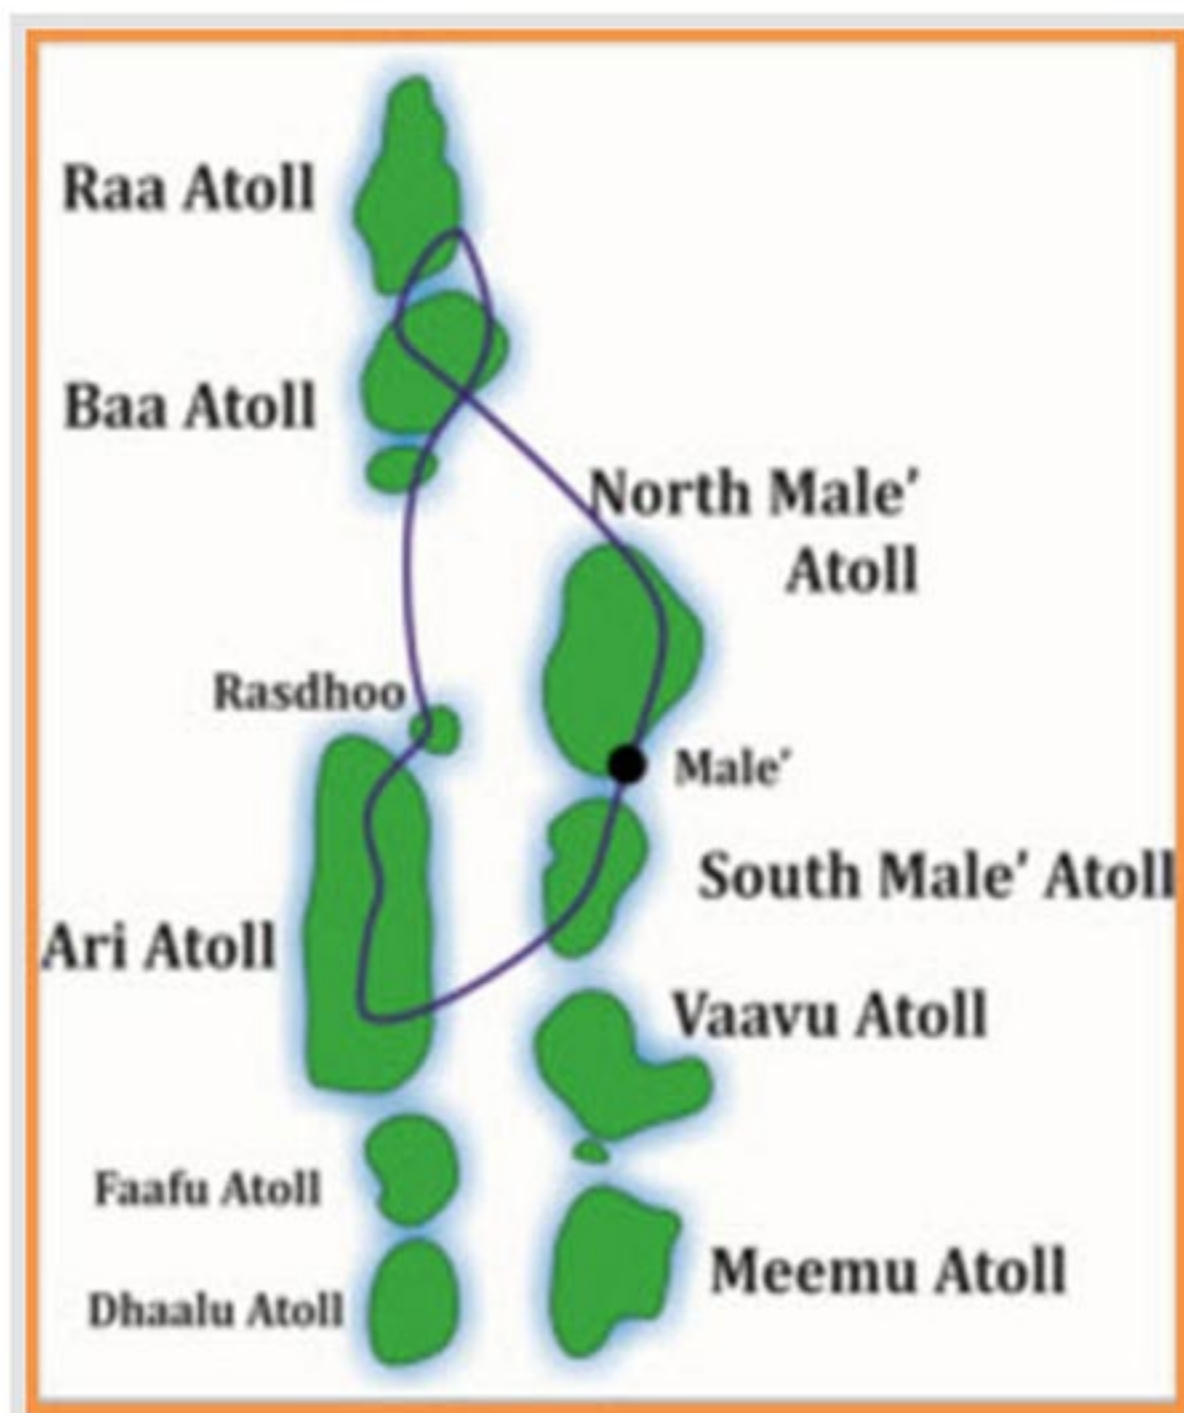 Raa Atoll
Baa Atoll
North Male'
Atoll
Rasdhoo
Male'
South Male' Atoll
Ari Atoll
Vaavu Atoll
Faafu Atoll
Meemu Atoll
Dhaalu Atoll